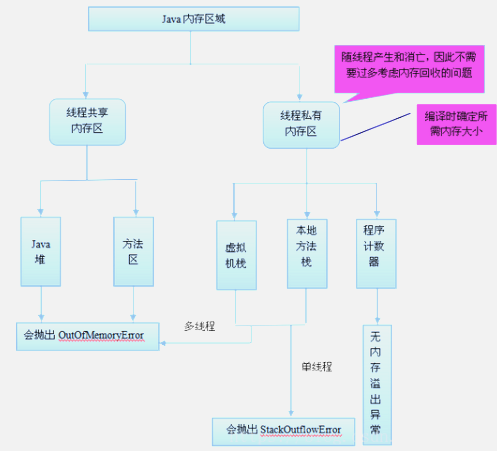 Java 内存区域
随线程产生和消亡，因此不需
要过多考虑内存回收的问题
线程共享
内存区
线程私有
内存区
编译时确定所
需内存大小
Java
堆
方法
区
虚拟
机栈
本地
方法
栈
程序
计数
器
会抛出 OutOfMemoryError
多线程
单线程
无
内
存
溢
出
异
常
会抛出 StackOutflowError